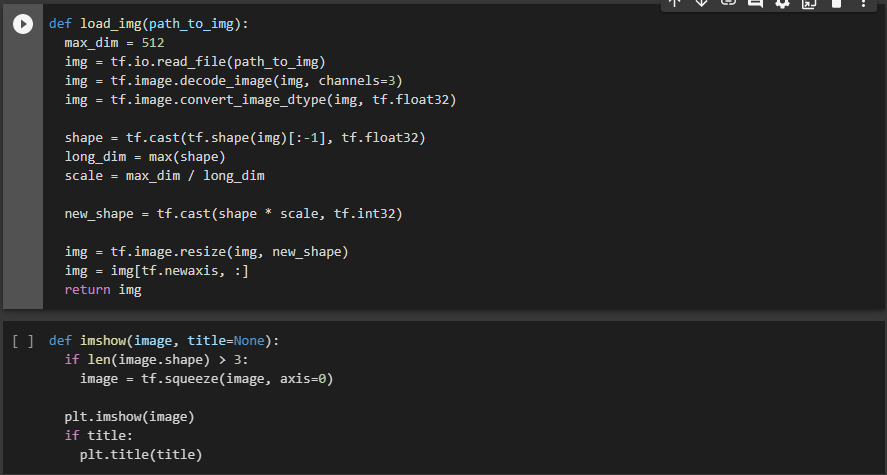 def load_img(path_to_img):
  max_dim = 512
  img = tf.io.read_file(path_to_img)
  img = tf.image.decode_image(img, channels=3)
  img = tf.image.convert_image_dtype(img, tf.float32)

  shape = tf.cast(tf.shape(img)[:-1], tf.float32)
  long_dim = max(shape)
  scale = max_dim / long_dim

  new_shape = tf.cast(shape * scale, tf.int32)

  img = tf.image.resize(img, new_shape)
  img = img[tf.newaxis, :]
  return img

[ ] def imshow(image, title=None):
  if len(image.shape) > 3:
    image = tf.squeeze(image, axis=0)

  plt.imshow(image)
  if title:
    plt.title(title)